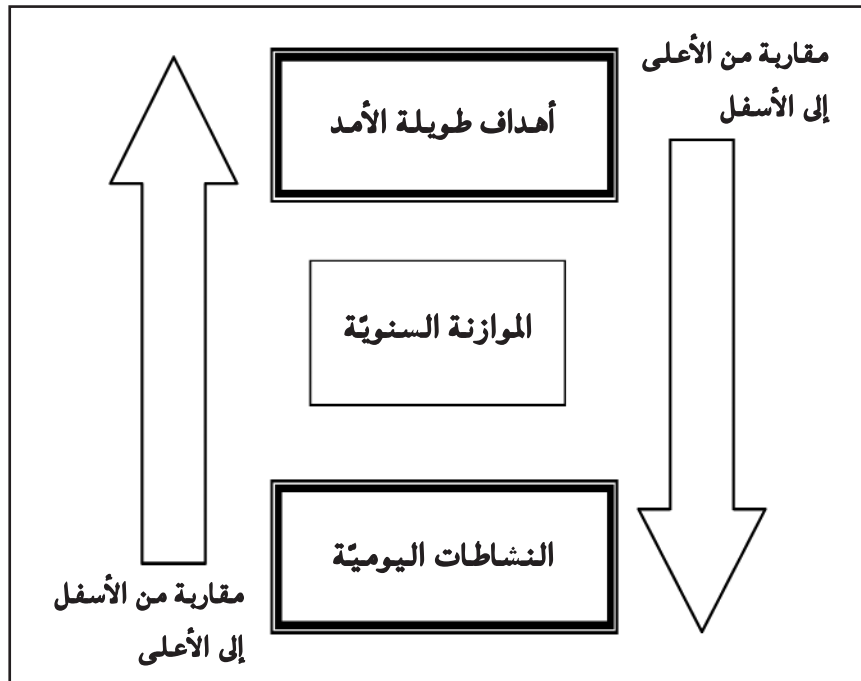 مقاربة من الأعلى
إلى الأسفل
أهداف طويلة الأمد
الموازنة السنويّة
النشاطات اليوميّة
مقاربة من الأسفل
إلى الأعلى